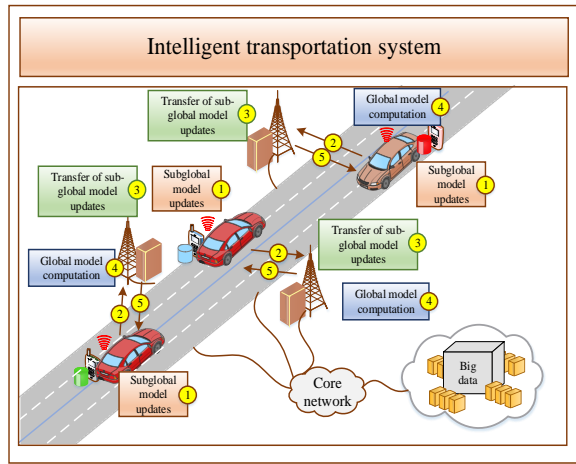 Intelligent transportation system
Transfer of sub-
global model
updates
3
Global model
computation
4
2
5
Subglobal
model
updates
1
Subglobal
model
updates
1
Transfer of sub-
global model
updates
3
Transfer of sub-
global model
updates
3
2
5
Global model
computation
4
Global model
computation
4
2
5
Subglobal
model
updates
1
Core
network
Big
data